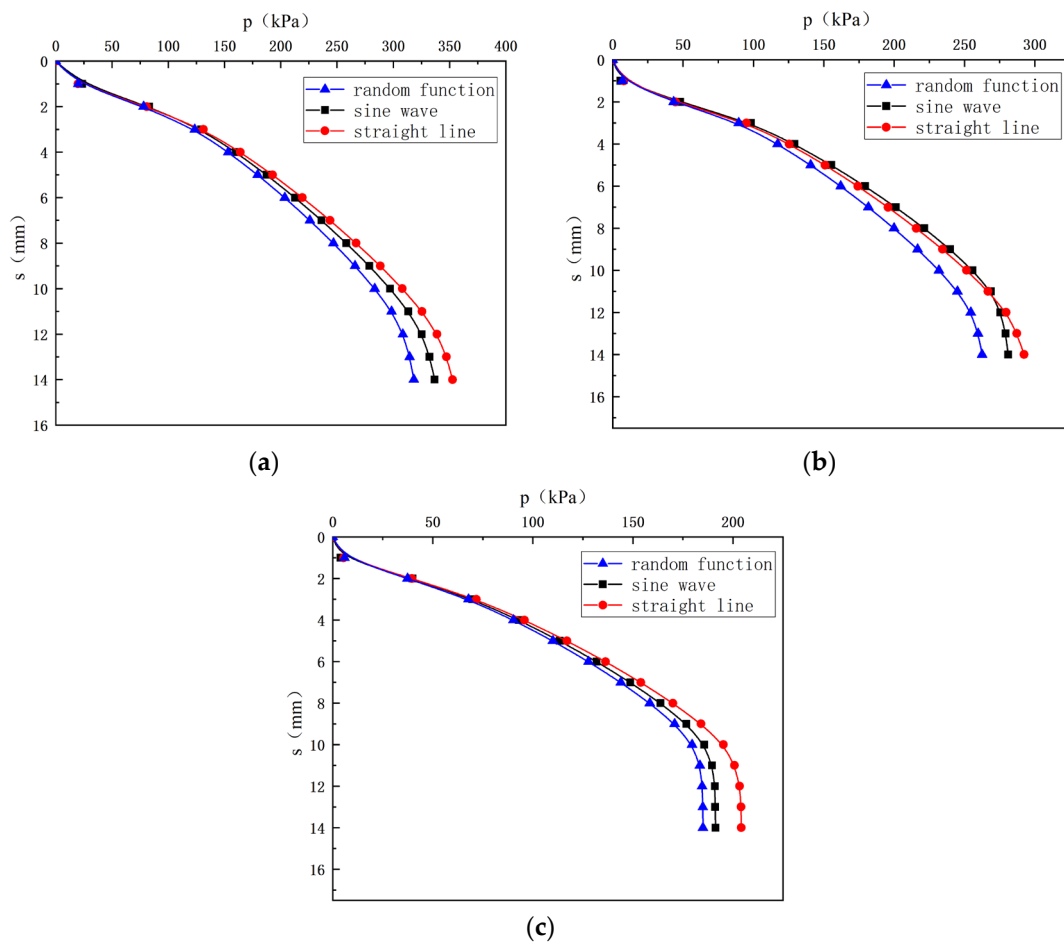 p（kPa）
0 50 100 150 200 250 300 350 400
0
2
4
6
8
10
12
14
16
s（mm）
random function
sine wave
straight line
(a)
p（kPa）
0 50 100 150 200 250 300
0
2
4
6
8
10
12
14
16
s（mm）
random function
sine wave
straight line
(b)
p（kPa）
0 50 100 150 200
0
2
4
6
8
10
12
14
16
s（mm）
random function
sine wave
straight line
(c)